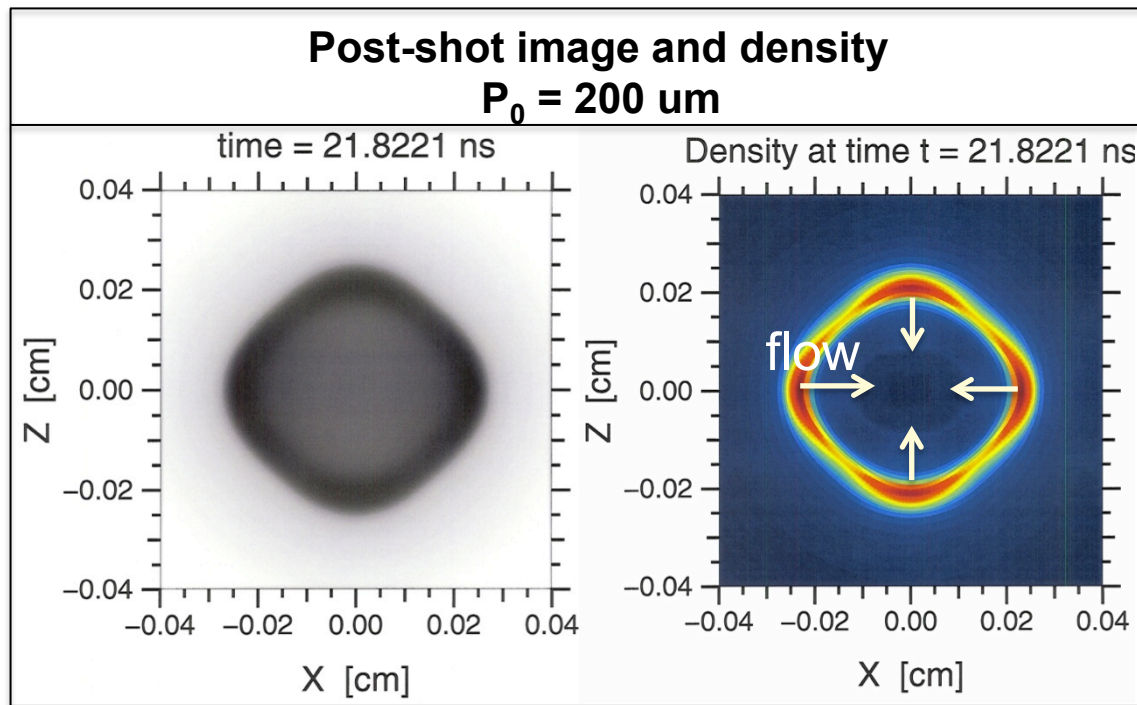 Post-shot image and density
P₀ = 200 um
time = 21.8221 ns
0.04
0.02
0.00
−0.02
−0.04
Z [cm]
−0.04 −0.02 0.00 0.02 0.04
X [cm]
Density at time t = 21.8221 ns
0.04
0.02
0.00
−0.02
−0.04
Z [cm]
flow
−0.04 −0.02 0.00 0.02 0.04
X [cm]